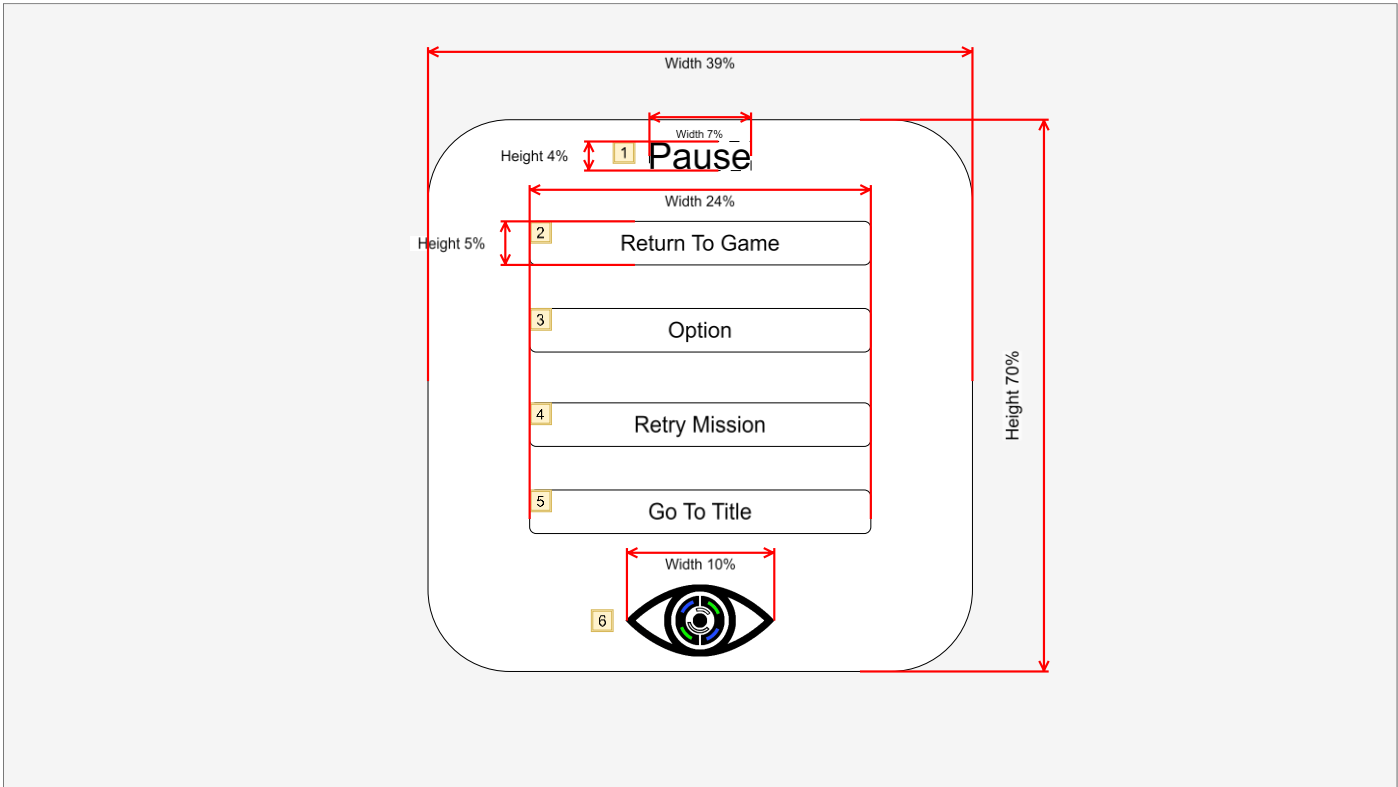 Width 39%
Width 7%
Height 4%
1
Pause
Width 24%
2
Height 5%
Return To Game
3
Option
Height 70%
4
Retry Mission
5
Go To Title
Width 10%
6